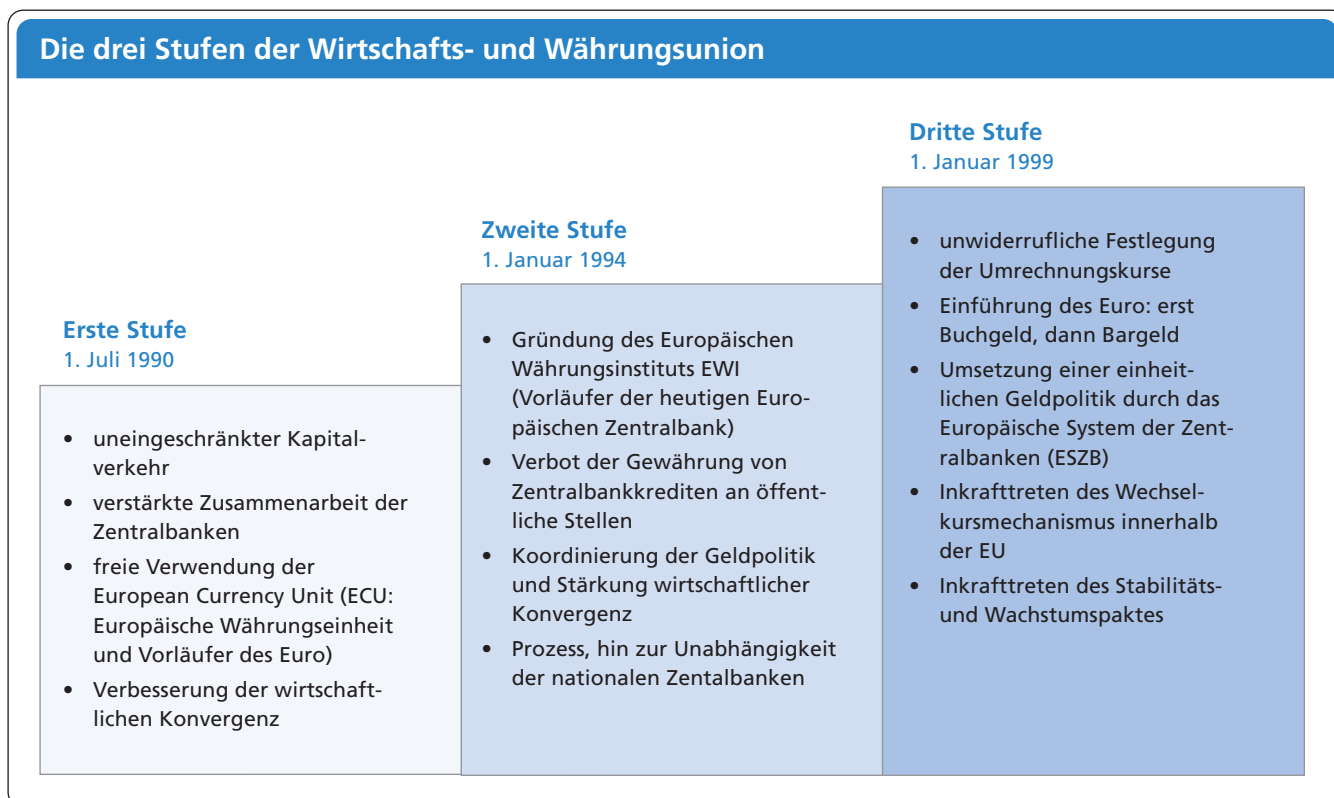 Die drei Stufen der Wirtschafts- und Währungsunion
Erste Stufe
1. Juli 1990
• uneingeschränkter Kapital-
verkehr
• verstärkte Zusammenarbeit der
Zentralbanken
• freie Verwendung der
European Currency Unit (ECU:
Europäische Währungseinheit
und Vorläufer des Euro)
• Verbesserung der wirtschaft-
lichen Konvergenz
Zweite Stufe
1. Januar 1994
• Gründung des Europäischen
Währungsinstituts EWI
(Vorläufer der heutigen Euro-
päischen Zentralbank)
• Verbot der Gewährung von
Zentralbankkrediten an öffent-
liche Stellen
• Koordinierung der Geldpolitik
und Stärkung wirtschaftlicher
Konvergenz
• Prozess, hin zur Unabhängigkeit
der nationalen Zentalbanken
Dritte Stufe
1. Januar 1999
• unwiderrufliche Festlegung
der Umrechnungskurse
• Einführung des Euro: erst
Buchgeld, dann Bargeld
• Umsetzung einer einheit-
lichen Geldpolitik durch das
Europäische System der Zent-
ralbanken (ESZB)
• Inkrafttreten des Wechsel-
kursmechanismus innerhalb
der EU
• Inkrafttreten des Stabilitäts-
und Wachstumspaktes